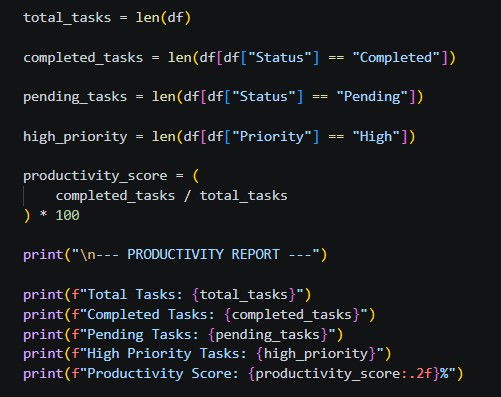 total_tasks = len(df)
completed_tasks = len(df[df["Status"] == "Completed"])
pending_tasks = len(df[df["Status"] == "Pending"])
high_priority = len(df[df["Priority"] == "High"])
productivity_score = (
    completed_tasks / total_tasks
) * 100
print("\n--- PRODUCTIVITY REPORT ---")
print(f"Total Tasks: {total_tasks}")
print(f"Completed Tasks: {completed_tasks}")
print(f"Pending Tasks: {pending_tasks}")
print(f"High Priority Tasks: {high_priority}")
print(f"Productivity Score: {productivity_score:.2f}%")